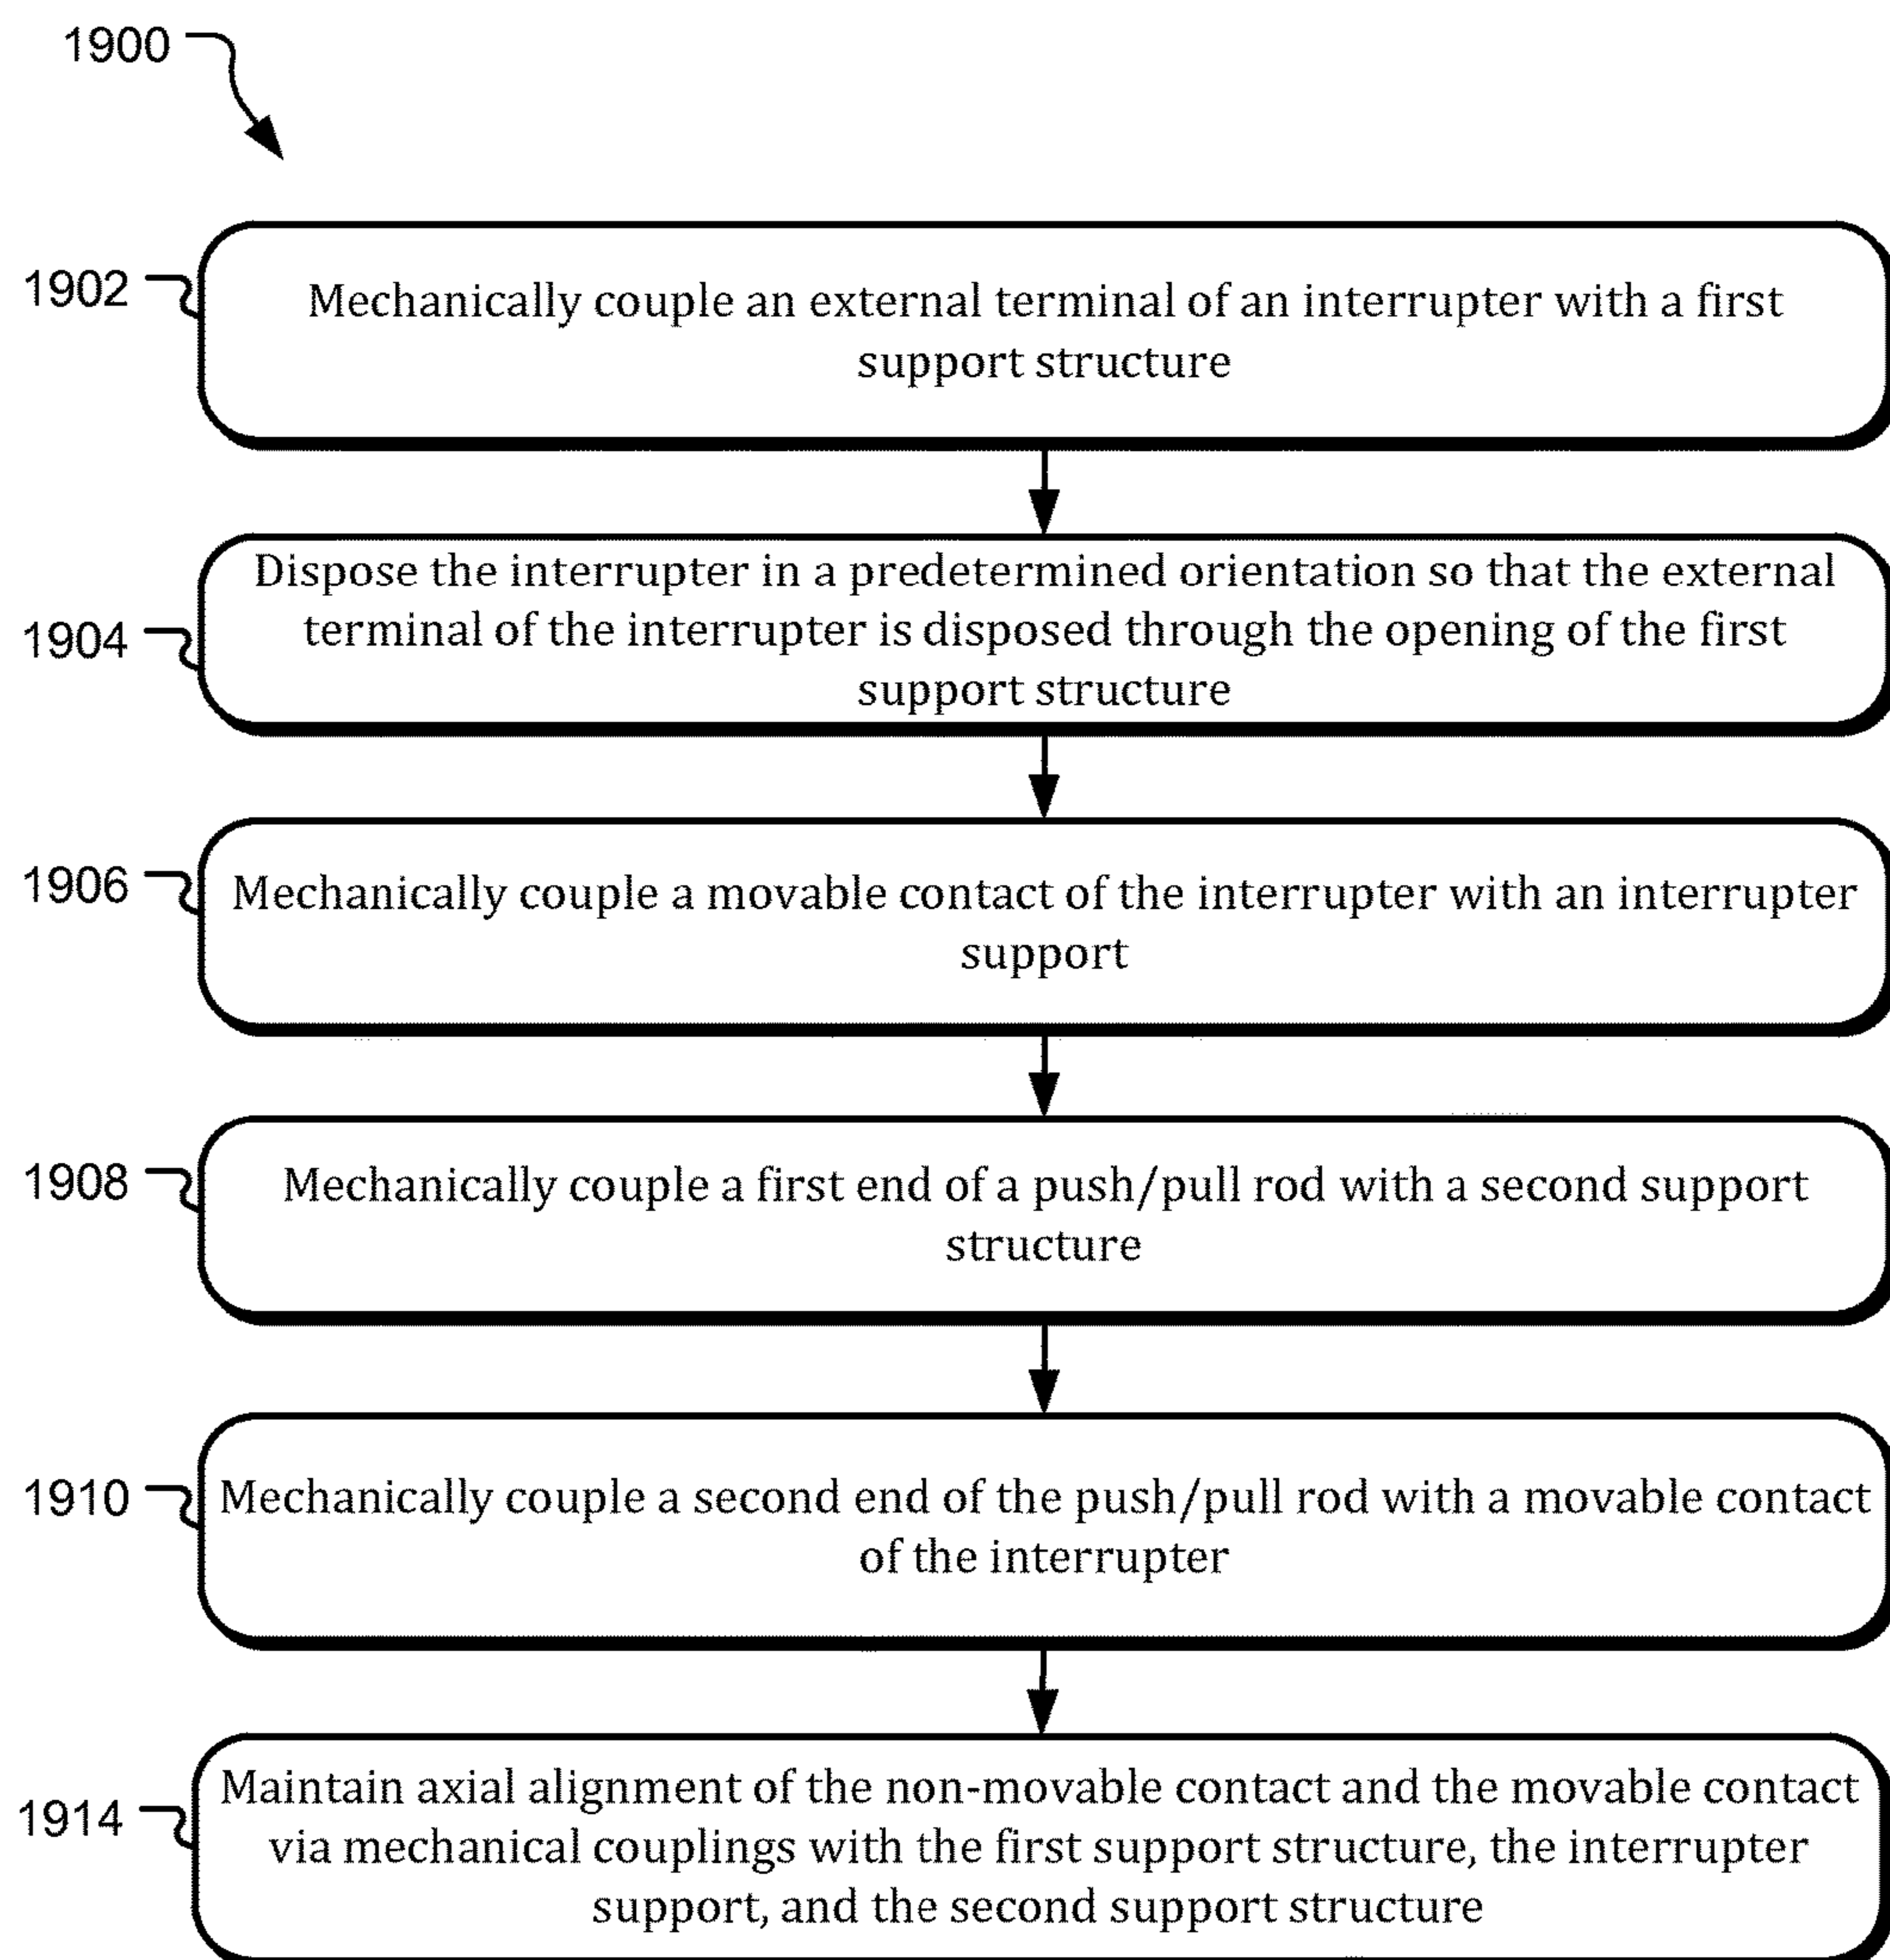 1900
1902
Mechanically couple an external terminal of an interrupter with a first
support structure
1904
Dispose the interrupter in a predetermined orientation so that the external
terminal of the interrupter is disposed through the opening of the first
support structure
1906
Mechanically couple a movable contact of the interrupter with an interrupter
support
1908
Mechanically couple a first end of a push/pull rod with a second support
structure
1910
Mechanically couple a second end of the push/pull rod with a movable contact
of the interrupter
1914
Maintain axial alignment of the non-movable contact and the movable contact
via mechanical couplings with the first support structure, the interrupter
support, and the second support structure